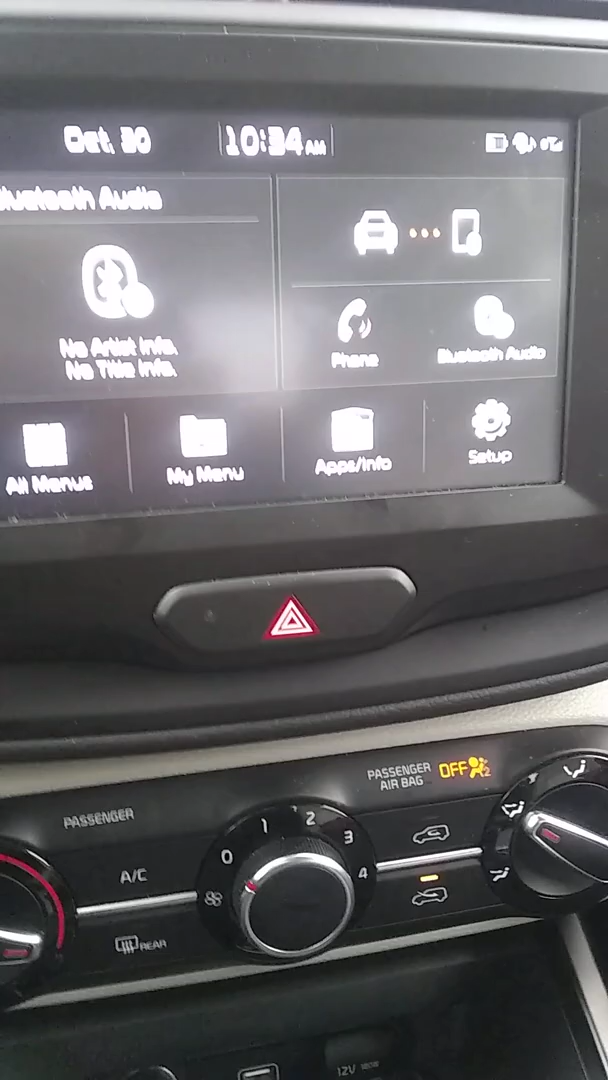 Oct. 30
10:34 AM
Bluetooth Audio
No Artist Info.
No Title Info.
Phone
Bluetooth Audio
All Menus
My Menu
Apps/Info
Setup
PASSENGER
AIR BAG
OFF
2
PASSENGER
A/C
REAR
0
1
2
3
4
12V